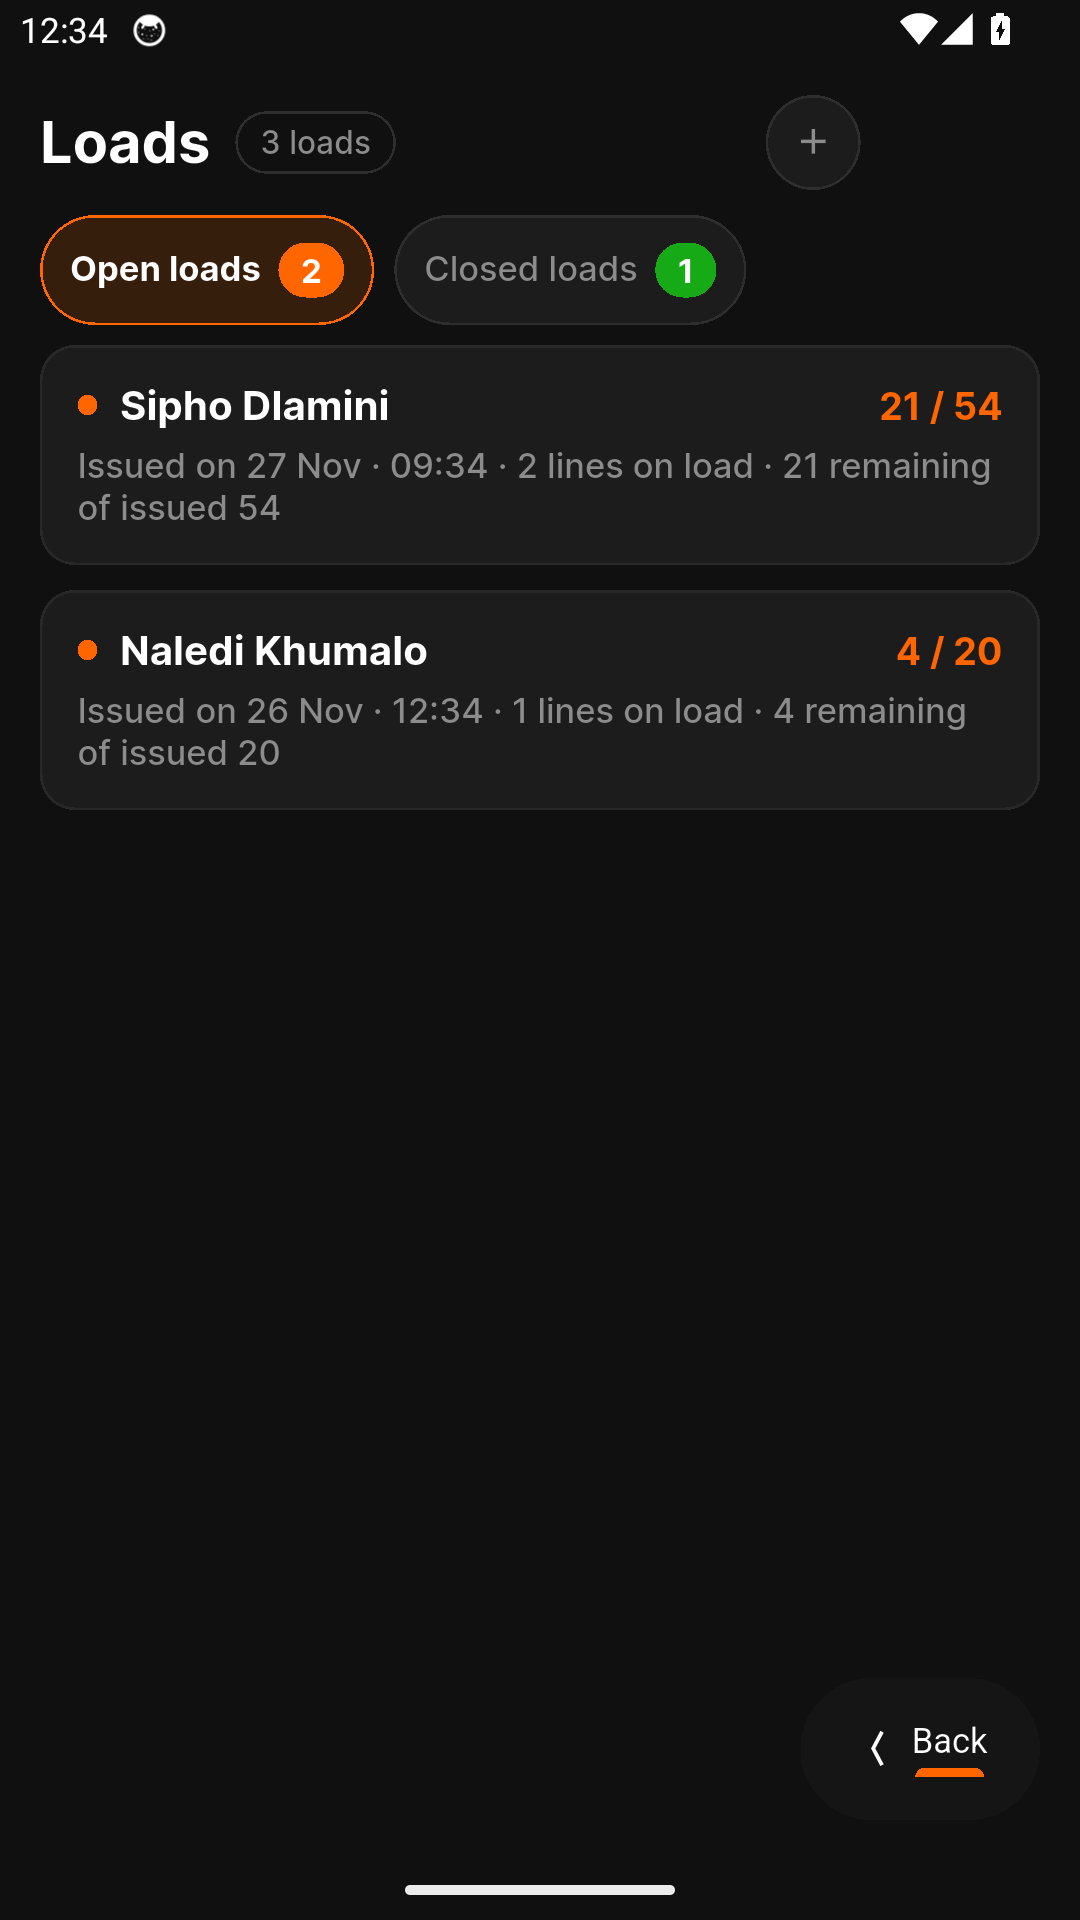 12:34
Loads
3 loads
+
Open loads 2
Closed loads 1
Sipho Dlamini
21 / 54
Issued on 27 Nov · 09:34 · 2 lines on load · 21 remaining
of issued 54
Naledi Khumalo
4 / 20
Issued on 26 Nov · 12:34 · 1 lines on load · 4 remaining
of issued 20
Back